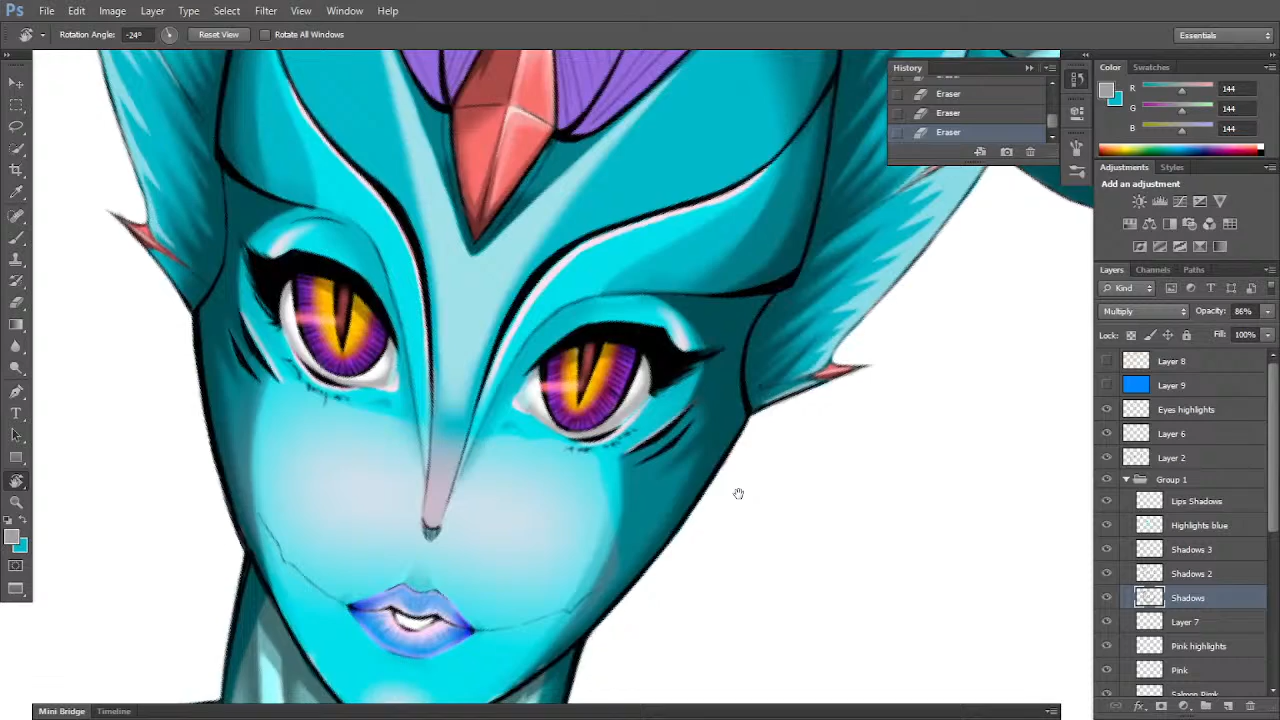 Ps File Edit Image Layer Type Select Filter Extract View Window Help
Rotation Angle: -24° Reset View Rotate All Windows Essentials
History
Eraser
Eraser
Eraser
Color Swatches
R 144
G 144
B 144
Adjustments Styles
Add an adjustment
Layers Channels Paths
Kind
Multiply Opacity: 86%
Lock: Fill: 100%
Layer 8
Layer 9
Eyes highlights
Layer 6
Layer 2
Group 1
Lips Shadows
Highlights blue
Shadows 3
Shadows 2
Shadows
Layer 7
Pink highlights
Pink
Salmon Pink
Mini Bridge Timeline